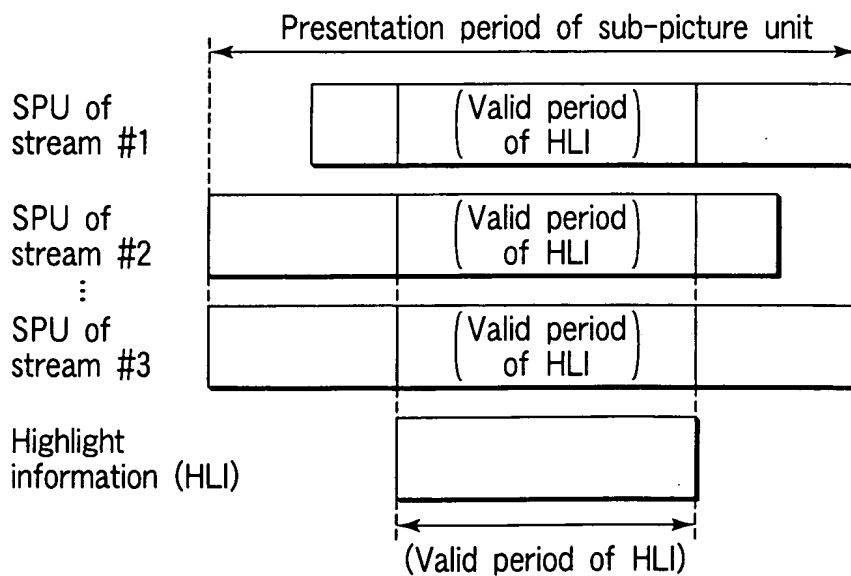 Presentation period of sub-picture unit
SPU of
stream #1
(Valid period
of HLI)
SPU of
stream #2
(Valid period
of HLI)
⋮
SPU of
stream #3
(Valid period
of HLI)
Highlight
information (HLI)
(Valid period of HLI)